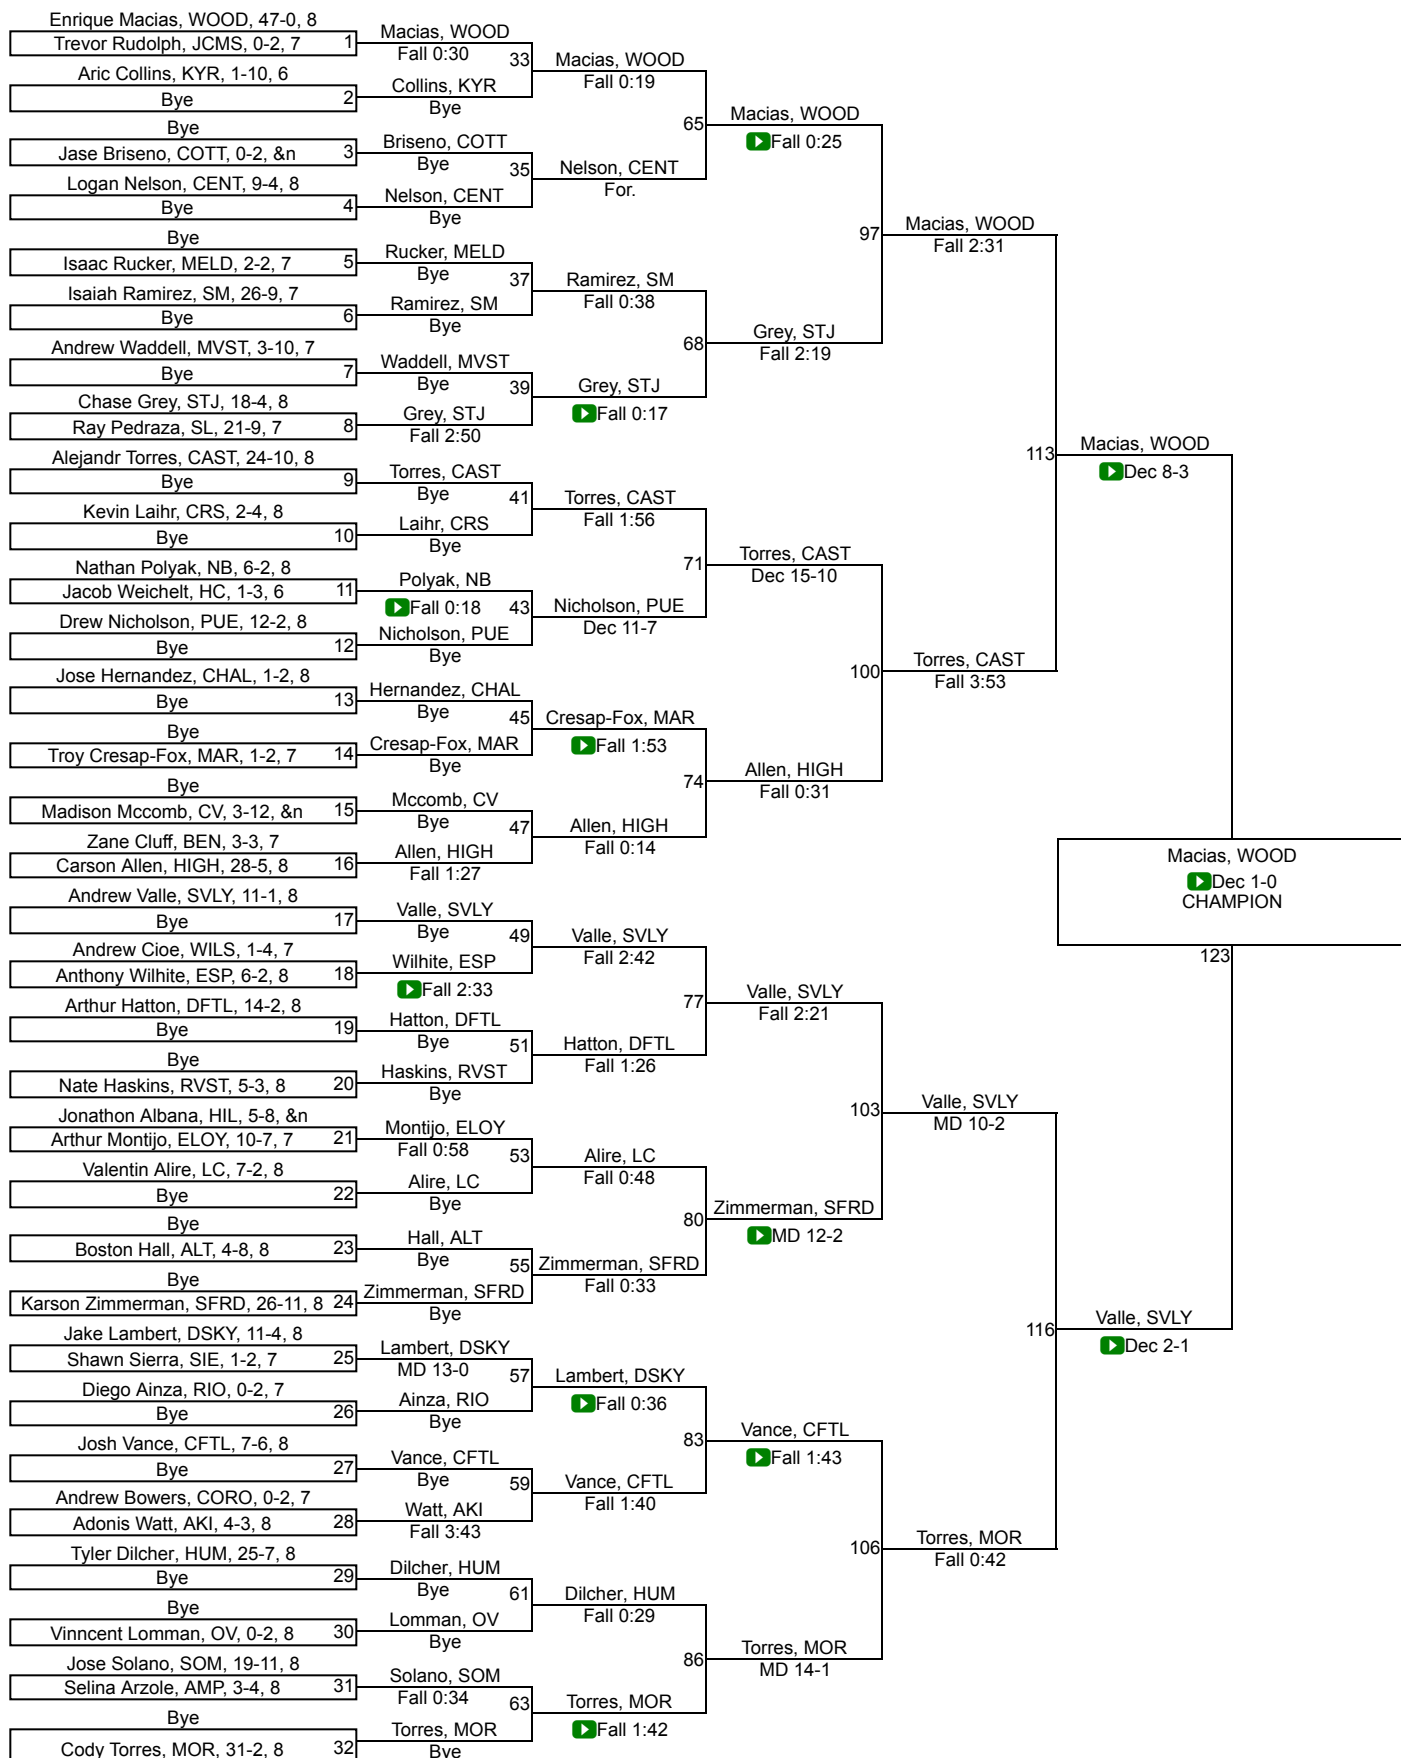 Enrique Macias, WOOD, 47-0, 8
Trevor Rudolph, JCMS, 0-2, 7
1
Aric Collins, KYR, 1-10, 6
Bye
2
Bye
Jase Briseno, COTT, 0-2, &n
3
Logan Nelson, CENT, 9-4, 8
Bye
4
Bye
Isaac Rucker, MELD, 2-2, 7
5
Isaiah Ramirez, SM, 26-9, 7
Bye
6
Andrew Waddell, MVST, 3-10, 7
Bye
7
Chase Grey, STJ, 18-4, 8
Ray Pedraza, SL, 21-9, 7
8
Alejandr Torres, CAST, 24-10, 8
Bye
9
Kevin Laihr, CRS, 2-4, 8
Bye
10
Nathan Polyak, NB, 6-2, 8
Jacob Weichelt, HC, 1-3, 6
11
Drew Nicholson, PUE, 12-2, 8
Bye
12
Jose Hernandez, CHAL, 1-2, 8
Bye
13
Bye
Troy Cresap-Fox, MAR, 1-2, 7
14
Bye
Madison Mccomb, CV, 3-12, &n
15
Zane Cluff, BEN, 3-3, 7
Carson Allen, HIGH, 28-5, 8
16
Andrew Valle, SVLY, 11-1, 8
Bye
17
Andrew Cioe, WILS, 1-4, 7
Anthony Wilhite, ESP, 6-2, 8
18
Arthur Hatton, DFTL, 14-2, 8
Bye
19
Bye
Nate Haskins, RVST, 5-3, 8
20
Jonathon Albana, HIL, 5-8, &n
Arthur Montijo, ELOY, 10-7, 7
21
Valentin Alire, LC, 7-2, 8
Bye
22
Bye
Boston Hall, ALT, 4-8, 8
23
Bye
Karson Zimmerman, SFRD, 26-11, 8
24
Jake Lambert, DSKY, 11-4, 8
Shawn Sierra, SIE, 1-2, 7
25
Diego Ainza, RIO, 0-2, 7
Bye
26
Josh Vance, CFTL, 7-6, 8
Bye
27
Andrew Bowers, CORO, 0-2, 7
Adonis Watt, AKI, 4-3, 8
28
Tyler Dilcher, HUM, 25-7, 8
Bye
29
Bye
Vinncent Lomman, OV, 0-2, 8
30
Jose Solano, SOM, 19-11, 8
Selina Arzole, AMP, 3-4, 8
31
Bye
Cody Torres, MOR, 31-2, 8
32
Macias, WOOD
Fall 0:30
33
Collins, KYR
Bye
Briseno, COTT
Bye
35
Nelson, CENT
Bye
Rucker, MELD
Bye
37
Ramirez, SM
Bye
Waddell, MVST
Bye
39
Grey, STJ
Fall 2:50
Torres, CAST
Bye
41
Laihr, CRS
Bye
Polyak, NB
Fall 0:18
43
Nicholson, PUE
Bye
Hernandez, CHAL
Bye
45
Cresap-Fox, MAR
Bye
Mccomb, CV
Bye
47
Allen, HIGH
Fall 1:27
Valle, SVLY
Bye
49
Wilhite, ESP
Fall 2:33
Hatton, DFTL
Bye
51
Haskins, RVST
Bye
Montijo, ELOY
Fall 0:58
53
Alire, LC
Bye
Hall, ALT
Bye
55
Zimmerman, SFRD
Bye
Lambert, DSKY
MD 13-0
57
Ainza, RIO
Bye
Vance, CFTL
Bye
59
Watt, AKI
Fall 3:43
Dilcher, HUM
Bye
61
Lomman, OV
Bye
Solano, SOM
Fall 0:34
63
Torres, MOR
Bye
Macias, WOOD
Fall 0:19
65
Nelson, CENT
For.
Ramirez, SM
Fall 0:38
68
Grey, STJ
Fall 0:17
Torres, CAST
Fall 1:56
71
Nicholson, PUE
Dec 11-7
Cresap-Fox, MAR
Fall 1:53
74
Allen, HIGH
Fall 0:14
Valle, SVLY
Fall 2:42
77
Hatton, DFTL
Fall 1:26
Alire, LC
Fall 0:48
80
Zimmerman, SFRD
Fall 0:33
Lambert, DSKY
Fall 0:36
83
Vance, CFTL
Fall 1:40
Dilcher, HUM
Fall 0:29
86
Torres, MOR
Fall 1:42
Macias, WOOD
Fall 0:25
97
Grey, STJ
Fall 2:19
Torres, CAST
Dec 15-10
100
Allen, HIGH
Fall 0:31
Valle, SVLY
Fall 2:21
103
Zimmerman, SFRD
MD 12-2
Vance, CFTL
Fall 1:43
106
Torres, MOR
MD 14-1
Macias, WOOD
Fall 2:31
113
Torres, CAST
Fall 3:53
Valle, SVLY
MD 10-2
116
Torres, MOR
Fall 0:42
Macias, WOOD
Dec 8-3
Valle, SVLY
Dec 2-1
Macias, WOOD
Dec 1-0
CHAMPION
123